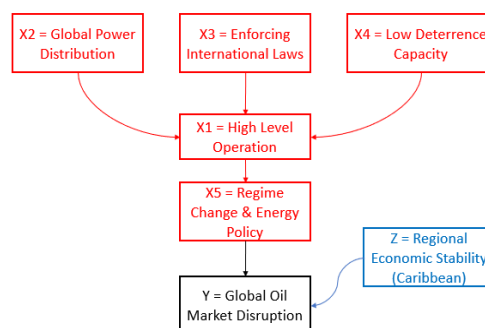 X2 = Global Power
Distribution
X3 = Enforcing
International Laws
X4 = Low Deterrence
Capacity
X1 = High Level
Operation
X5 = Regime
Change & Energy
Policy
Z = Regional
Economic Stability
(Caribbean)
Y = Global Oil
Market Disruption